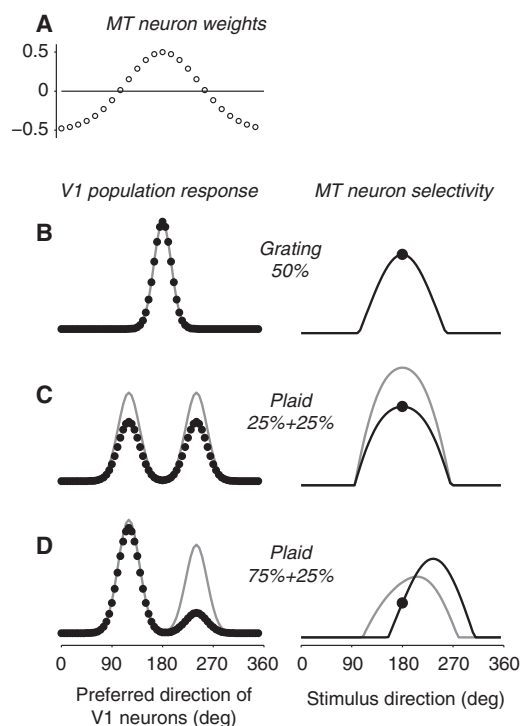 A
MT neuron weights
0.5
0
−0.5
V1 population response
MT neuron selectivity
B
Grating
50%
C
Plaid
25%+25%
D
Plaid
75%+25%
0 90 180 270 360
0 90 180 270 360
Preferred direction of
V1 neurons (deg)
Stimulus direction (deg)